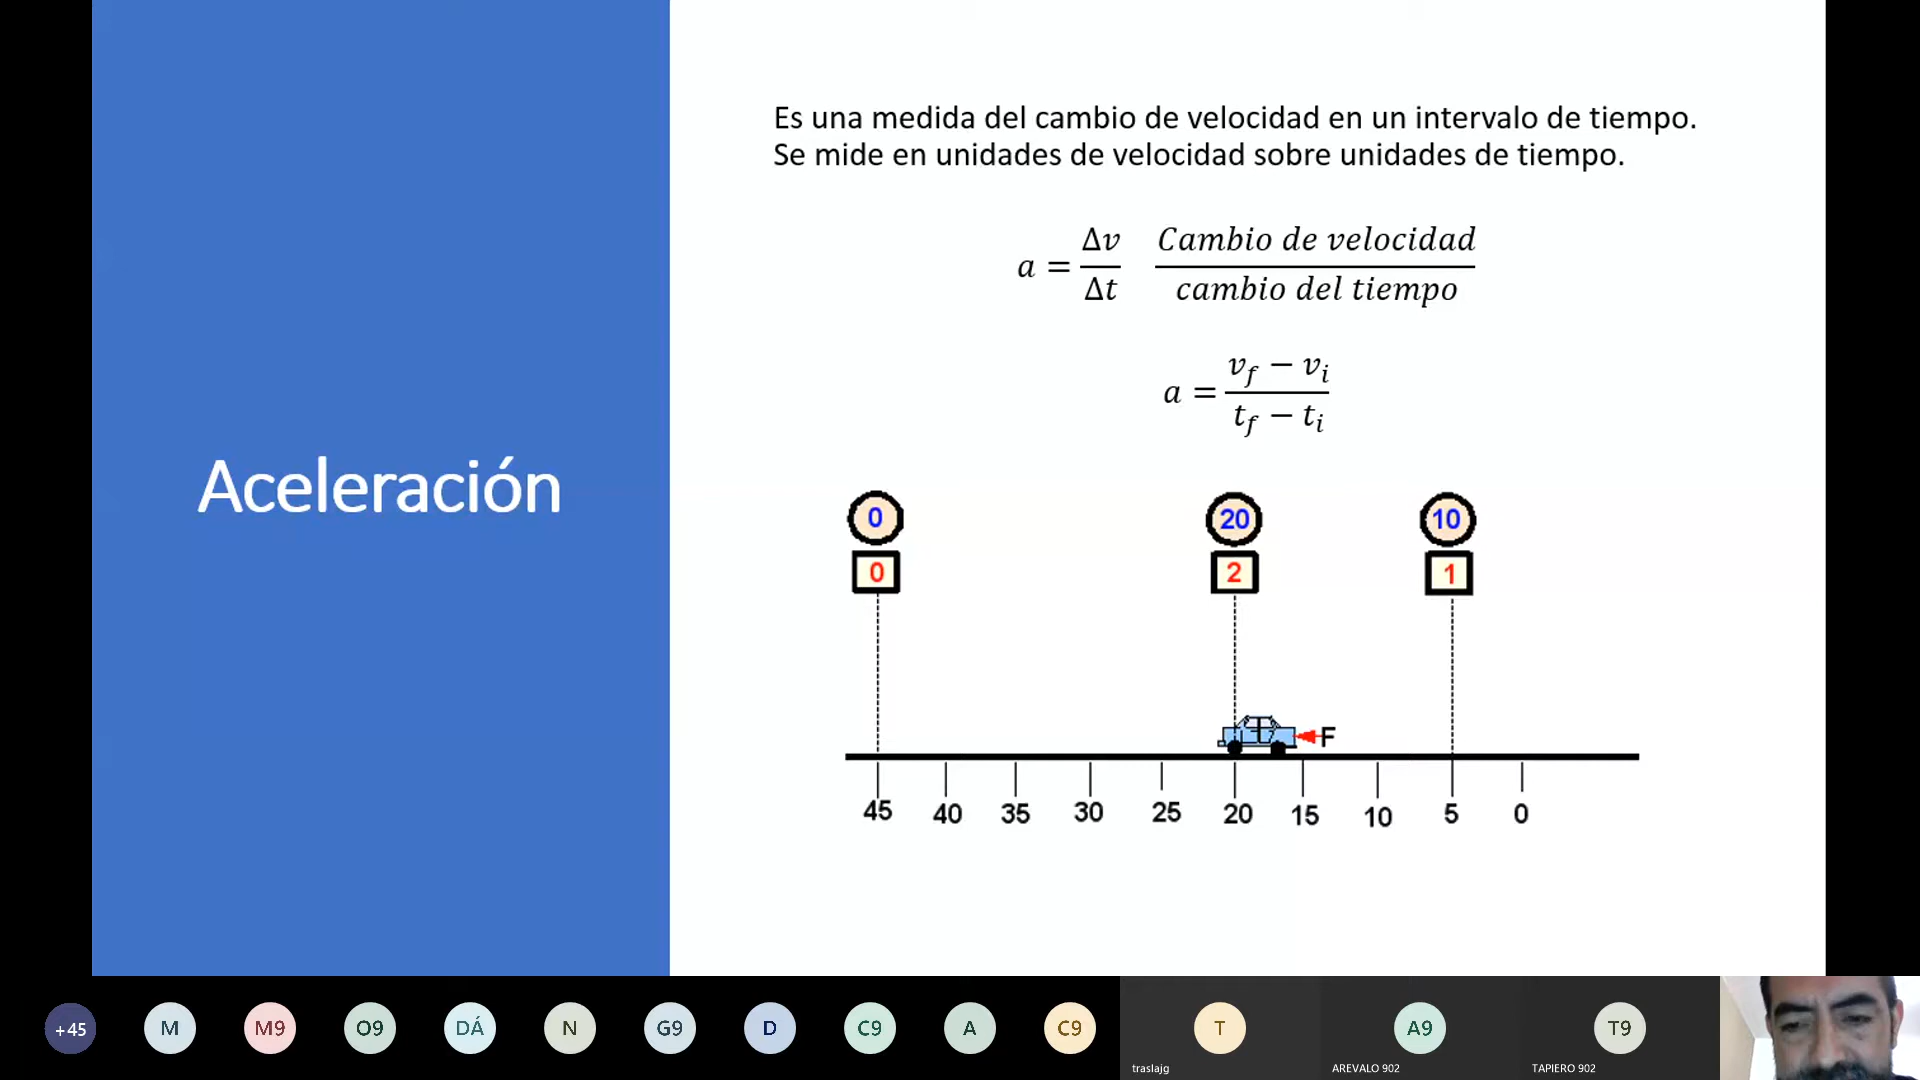 Aceleración
Es una medida del cambio de velocidad en un intervalo de tiempo.
Se mide en unidades de velocidad sobre unidades de tiempo.
a = Δv/Δt Cambio de velocidad/cambio del tiempo
a = (v_f − v_i)/(t_f − t_i)
0 20 10
0 2 1
F
45 40 35 30 25 20 15 10 5 0
+45 M M9 O9 DÁ N G9 D C9 A C9 T A9 T9
traslajg AREVALO 902 TAPIERO 902